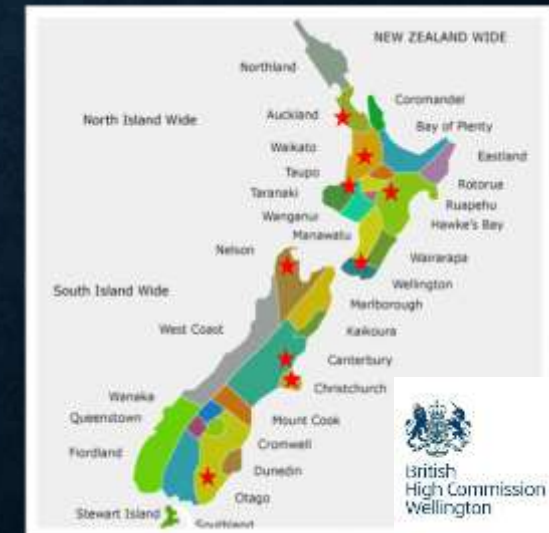 NEW ZEALAND WIDE
Northland
Coromandel
North Island Wide
Auckland
Bay of Plenty
Waikato
Eastland
Taupo
Rotorua
Taranaki
Ruapehu
Wanganui
Hawke's Bay
Manawatu
Nelson
Wairarapa
Wellington
South Island Wide
Marlborough
West Coast
Kaikoura
Canterbury
Wanaka
Christchurch
Queenstown
Mount Cook
Fiordland
Cromwell
Dunedin
Otago
Stewart Island
Southland
British
High Commission
Wellington